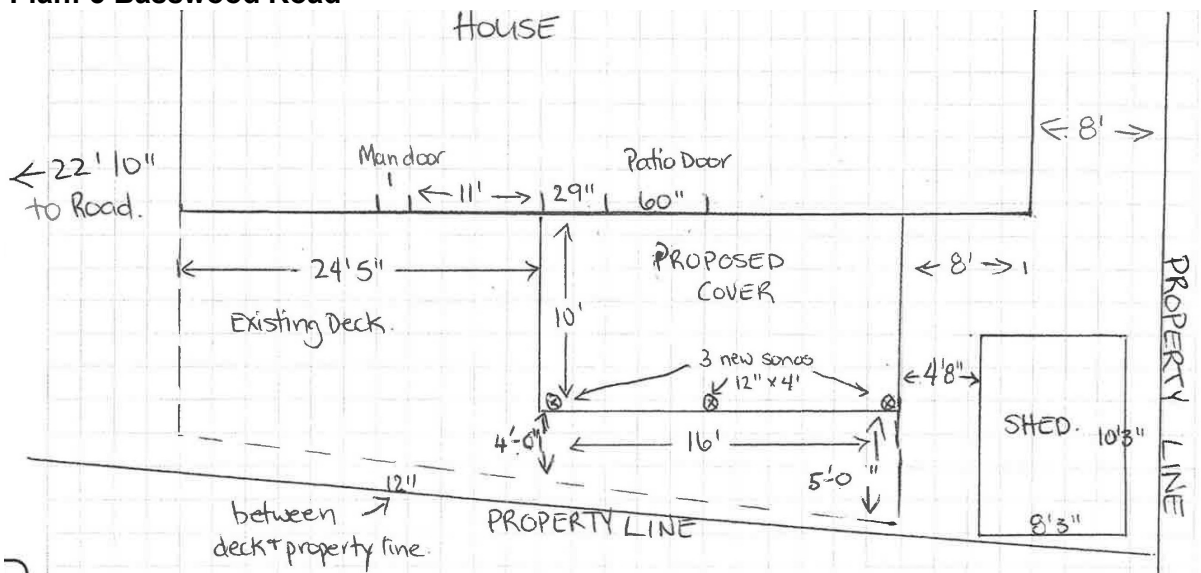 Basswood Road
HOUSE
← 8' →
← 22' 10"
to Road.
Man door
Patio Door
← 11' → 29" 60"
← 24'5" →
PROPOSED
COVER
← 8' →
Existing Deck.
10'
3 new sonos
12" x 4'
← 4'8" →
SHED.
10'3"
8'3"
4'-0"
← 16' →
5'-0"
12"
between
deck + property line.
PROPERTY LINE
PROPERTY LINE